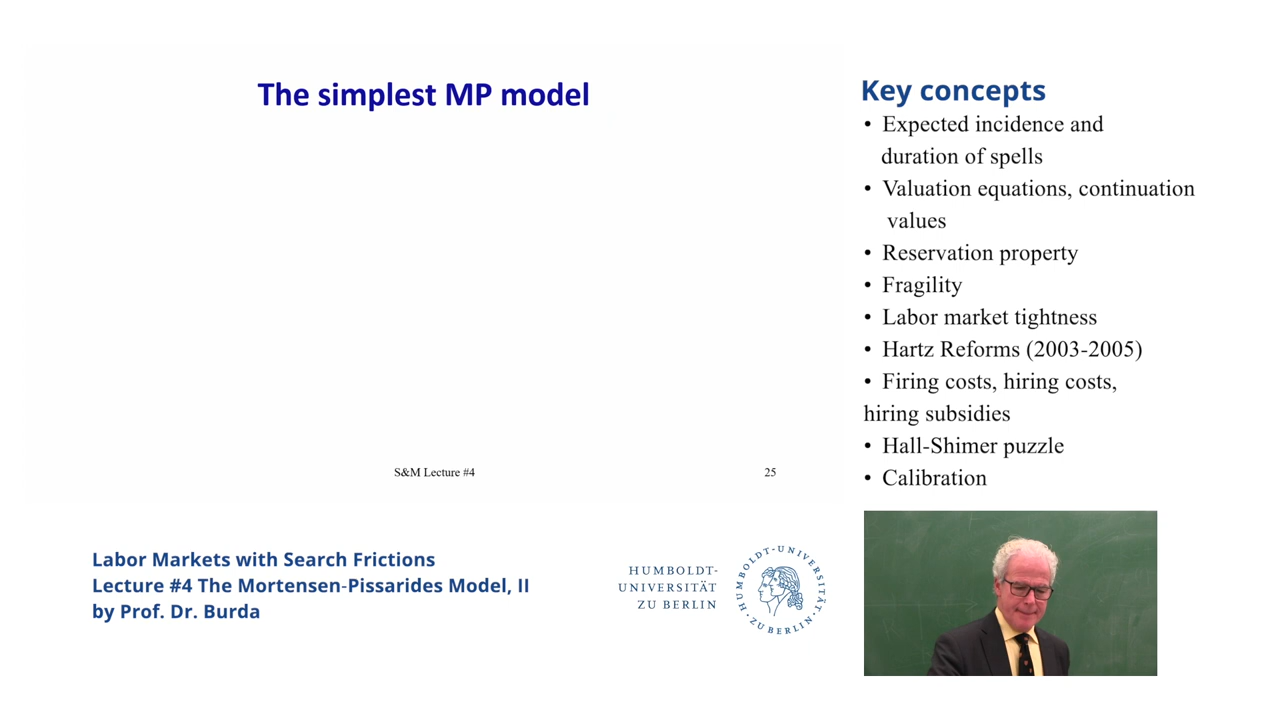 The simplest MP model
S&M Lecture #4
25
Key concepts
• Expected incidence and
duration of spells
• Valuation equations, continuation
values
• Reservation property
• Fragility
• Labor market tightness
• Hartz Reforms (2003-2005)
• Firing costs, hiring costs,
hiring subsidies
• Hall-Shimer puzzle
• Calibration
Labor Markets with Search Frictions
Lecture #4 The Mortensen-Pissarides Model, II
by Prof. Dr. Burda
HUMBOLDT-
UNIVERSITÄT
ZU BERLIN
HUMBOLDT-UNIVERSITÄT
ZU BERLIN